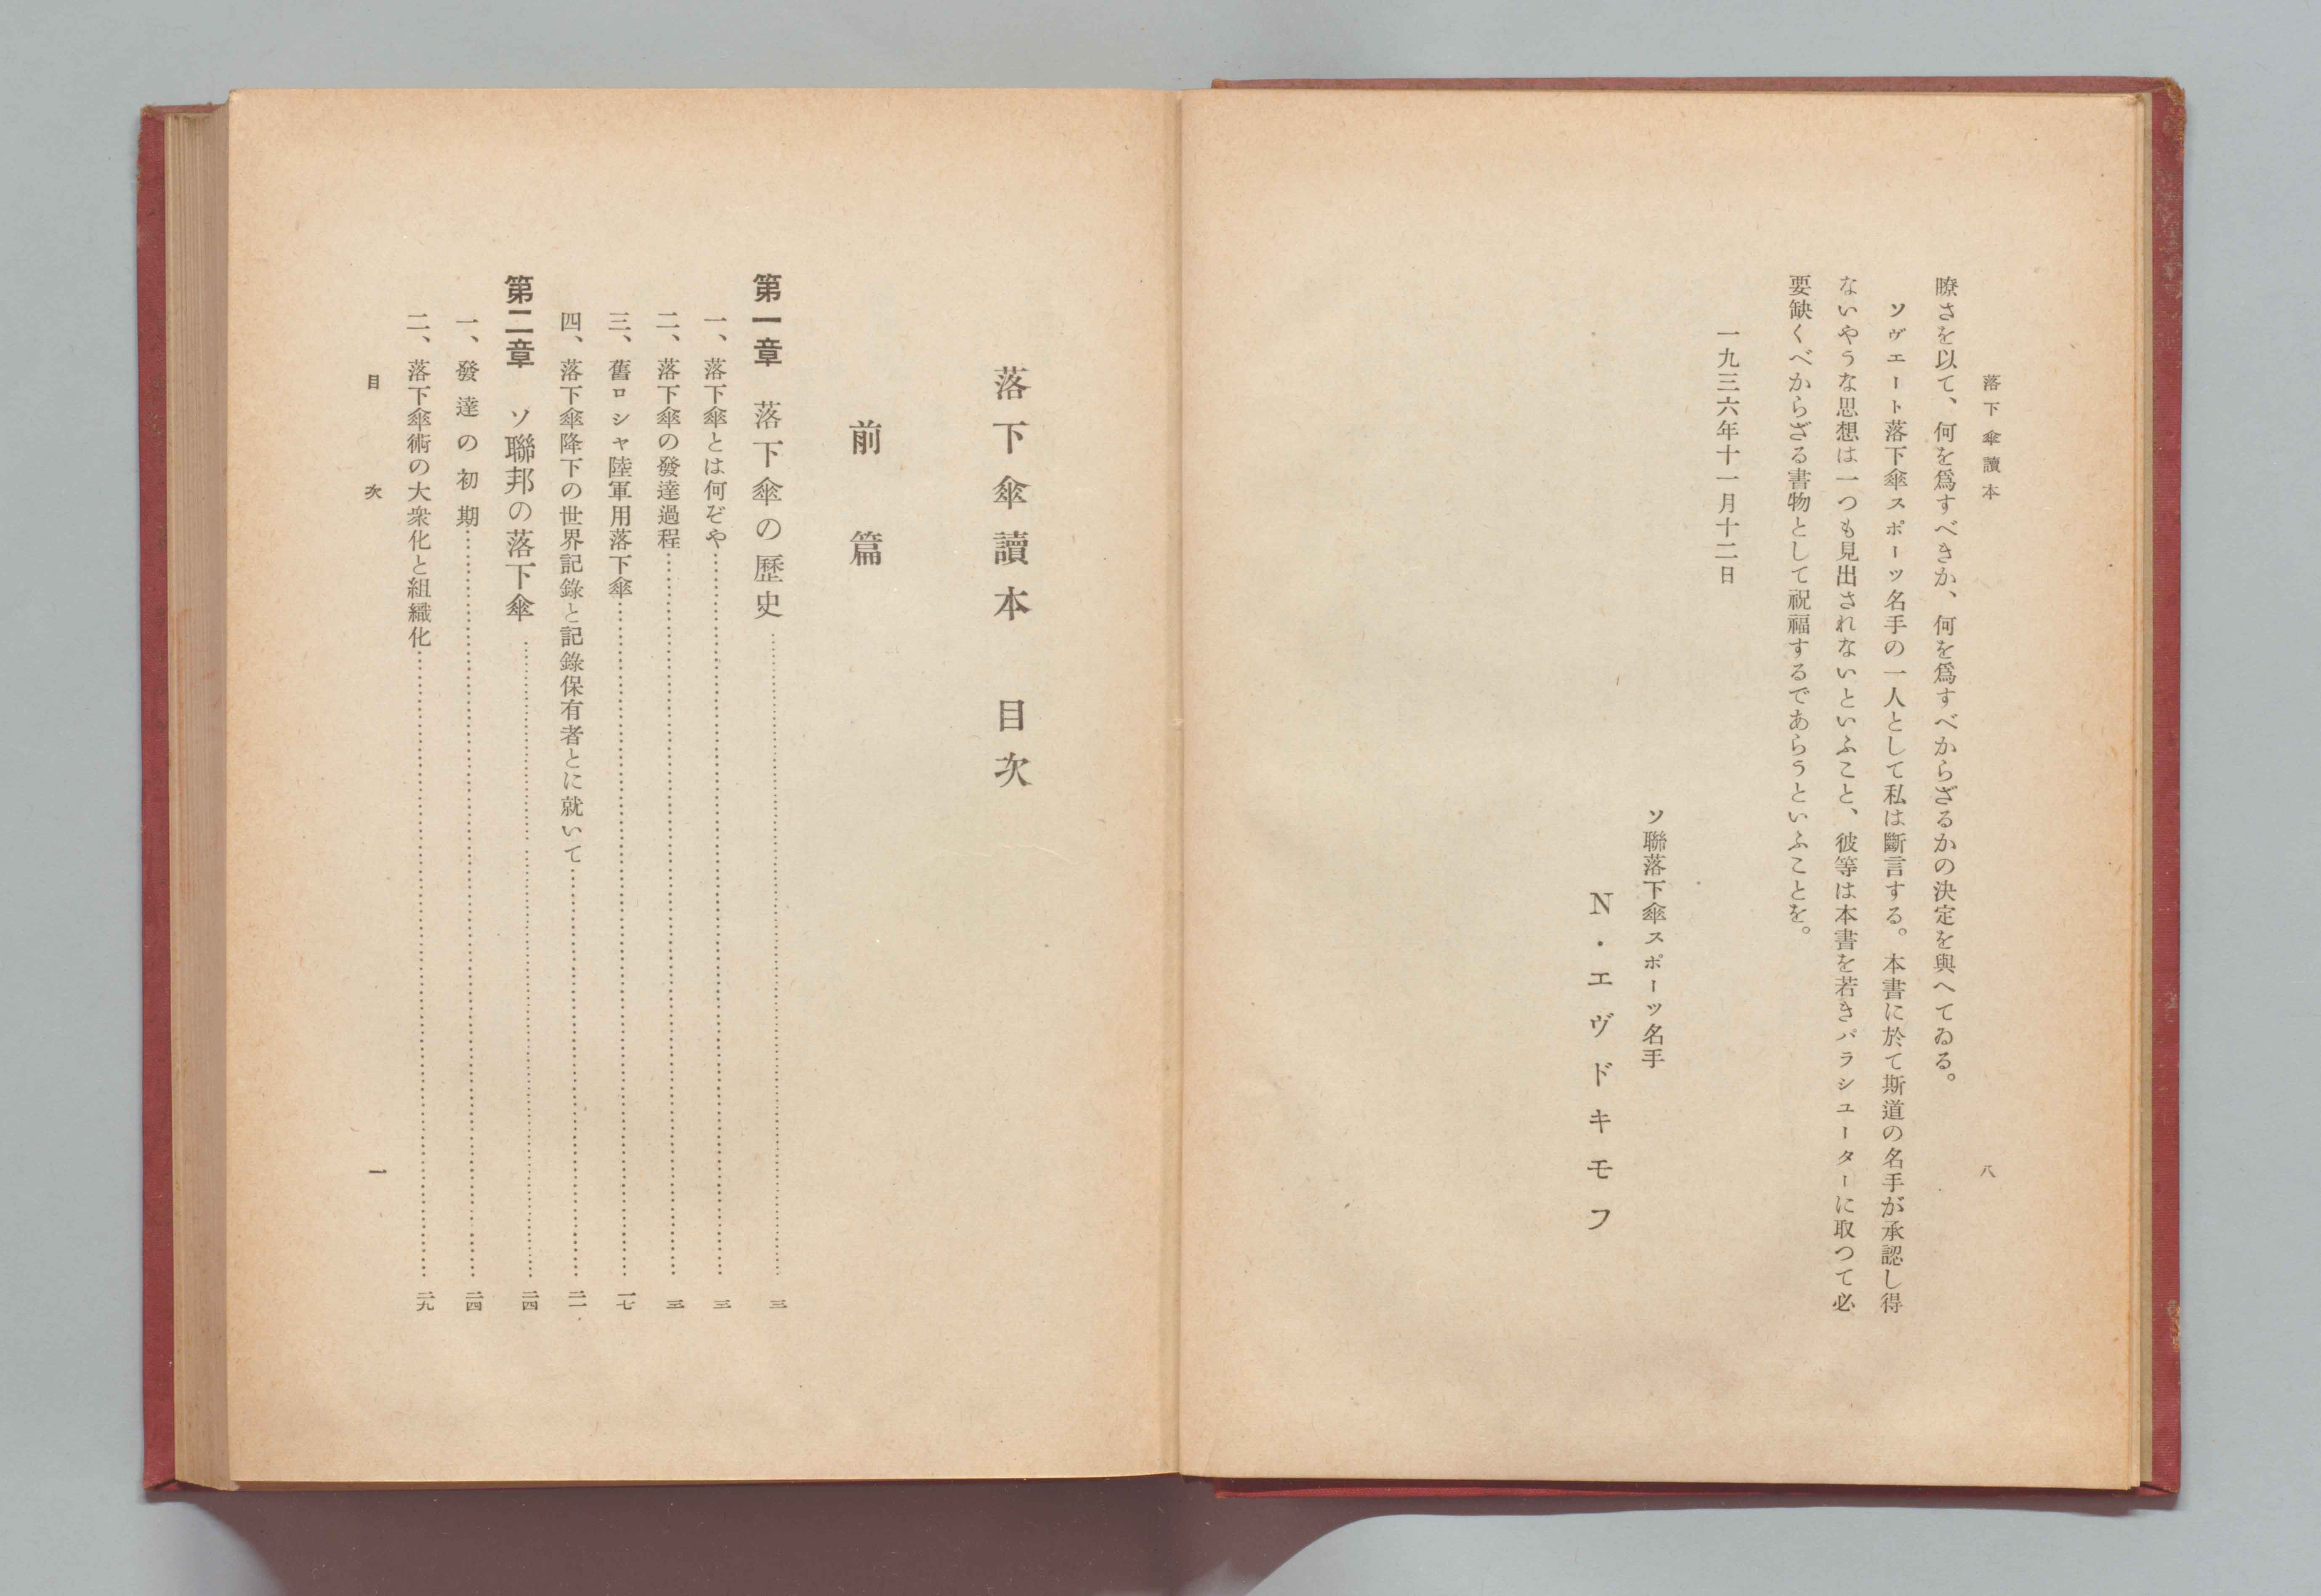 落下傘讀本
八
瞭さを以て、何を爲すべきか、何を爲すべからざるかの決定を與へてゐる。
ソヴエート落下傘スポーツ名手の一人として私は斷言する。本書に於て斯道の名手が承認し得
ないやうな思想は一つも見出されないといふこと、彼等は本書を若きパラシユーターに取つて必
要缺くべからざる書物として祝福するであらうといふことを。
一九三六年十一月十二日
ソ聯落下傘スポーツ名手
N・エヴドキモフ
落下傘讀本 目次
前篇
第一章 落下傘の歷史…………三
一、落下傘とは何ぞや…………三
二、落下傘の發達過程…………三
三、舊ロシヤ陸軍用落下傘…………一七
四、落下傘降下の世界記錄と記錄保有者とに就いて…………二一
第二章 ソ聯邦の落下傘…………二四
一、發達の初期…………二四
二、落下傘術の大衆化と組織化…………二九
目次
一